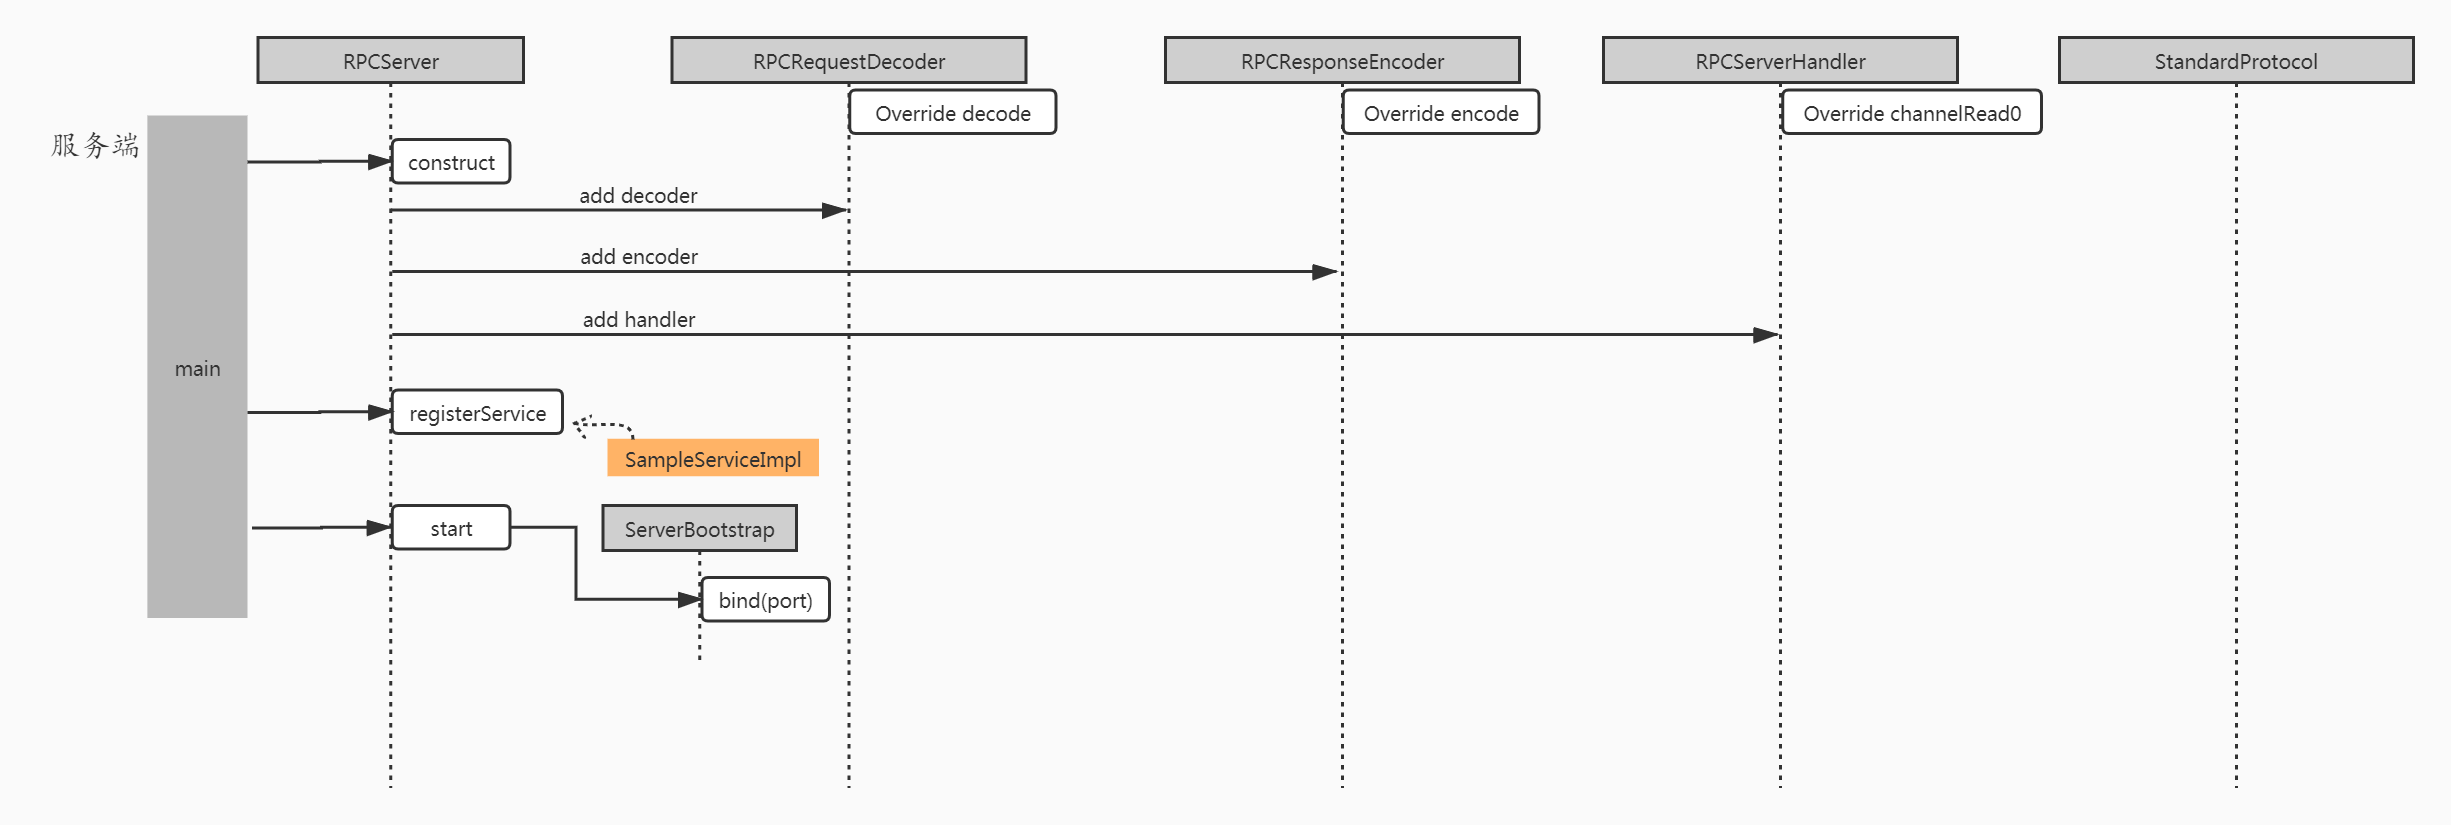 RPCServer
RPCRequestDecoder
RPCResponseEncoder
RPCServerHandler
StandardProtocol
Override decode
Override encode
Override channelRead0
服务端
construct
add decoder
add encoder
add handler
main
registerService
SampleServiceImpl
start
ServerBootstrap
bind(port)